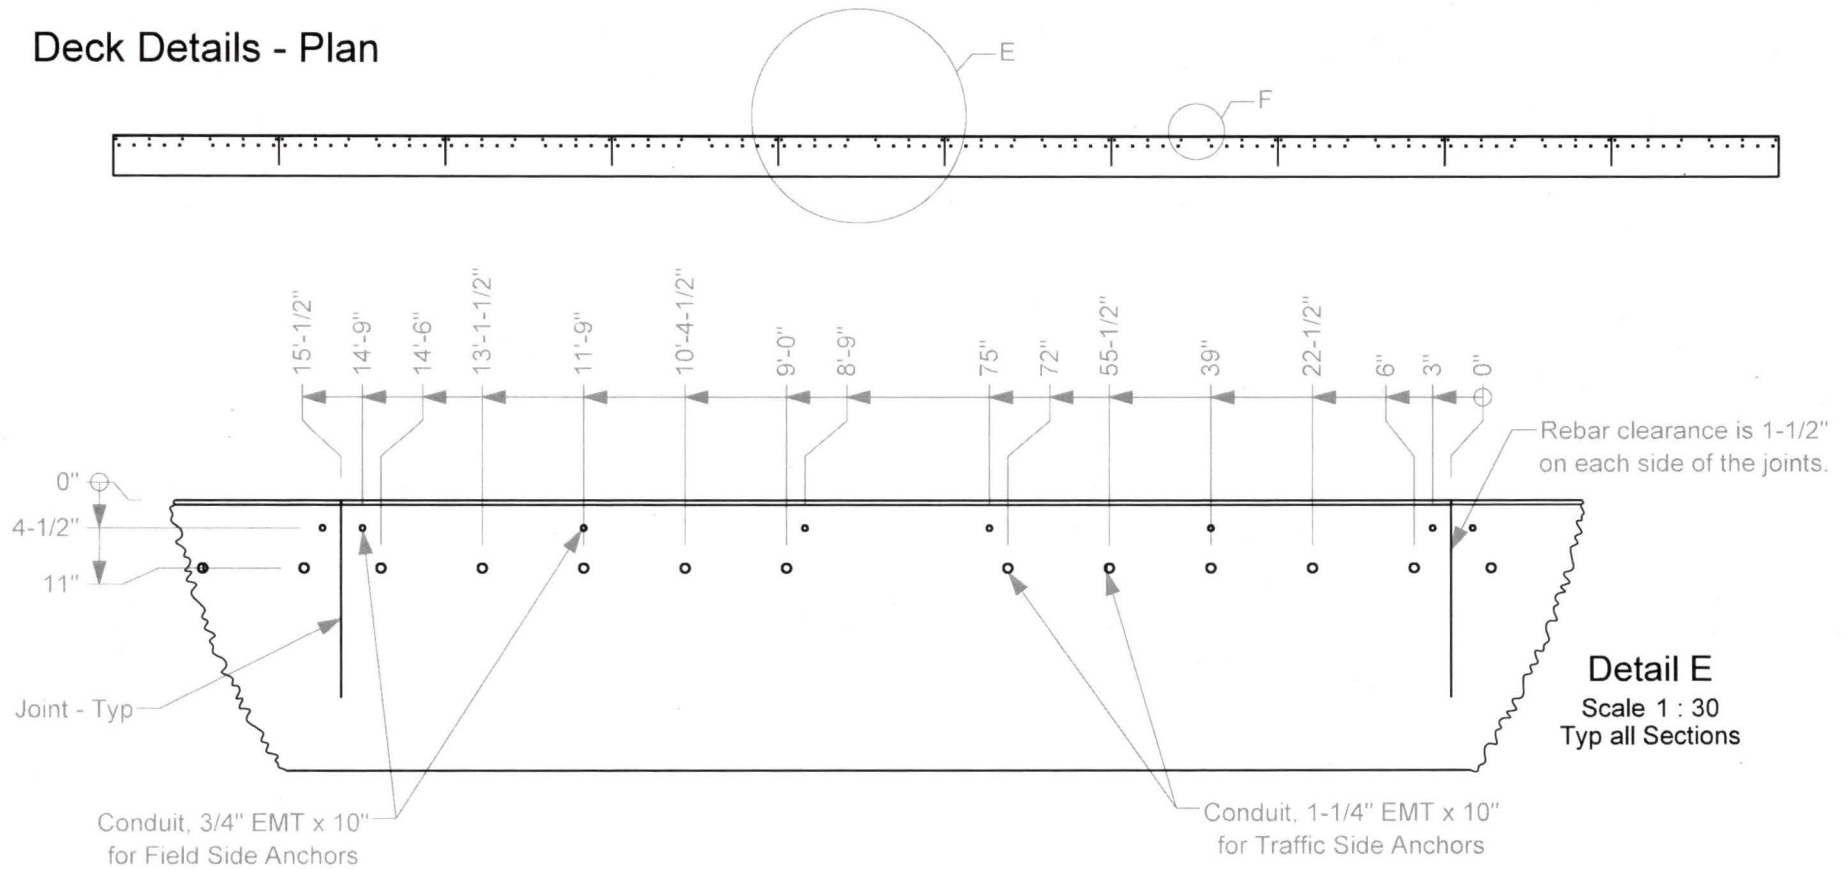 Deck Details - Plan
E
F
15'-1/2"
14'-9"
14'-6"
13'-1-1/2"
11'-9"
10'-4-1/2"
9'-0"
8'-9"
75"
72"
55-1/2"
39"
22-1/2"
6"
3"
0"
Rebar clearance is 1-1/2"
on each side of the joints.
0"
4-1/2"
11"
Joint - Typ
Detail E
Scale 1 : 30
Typ all Sections
Conduit, 3/4" EMT x 10"
for Field Side Anchors
Conduit, 1-1/4" EMT x 10"
for Traffic Side Anchors